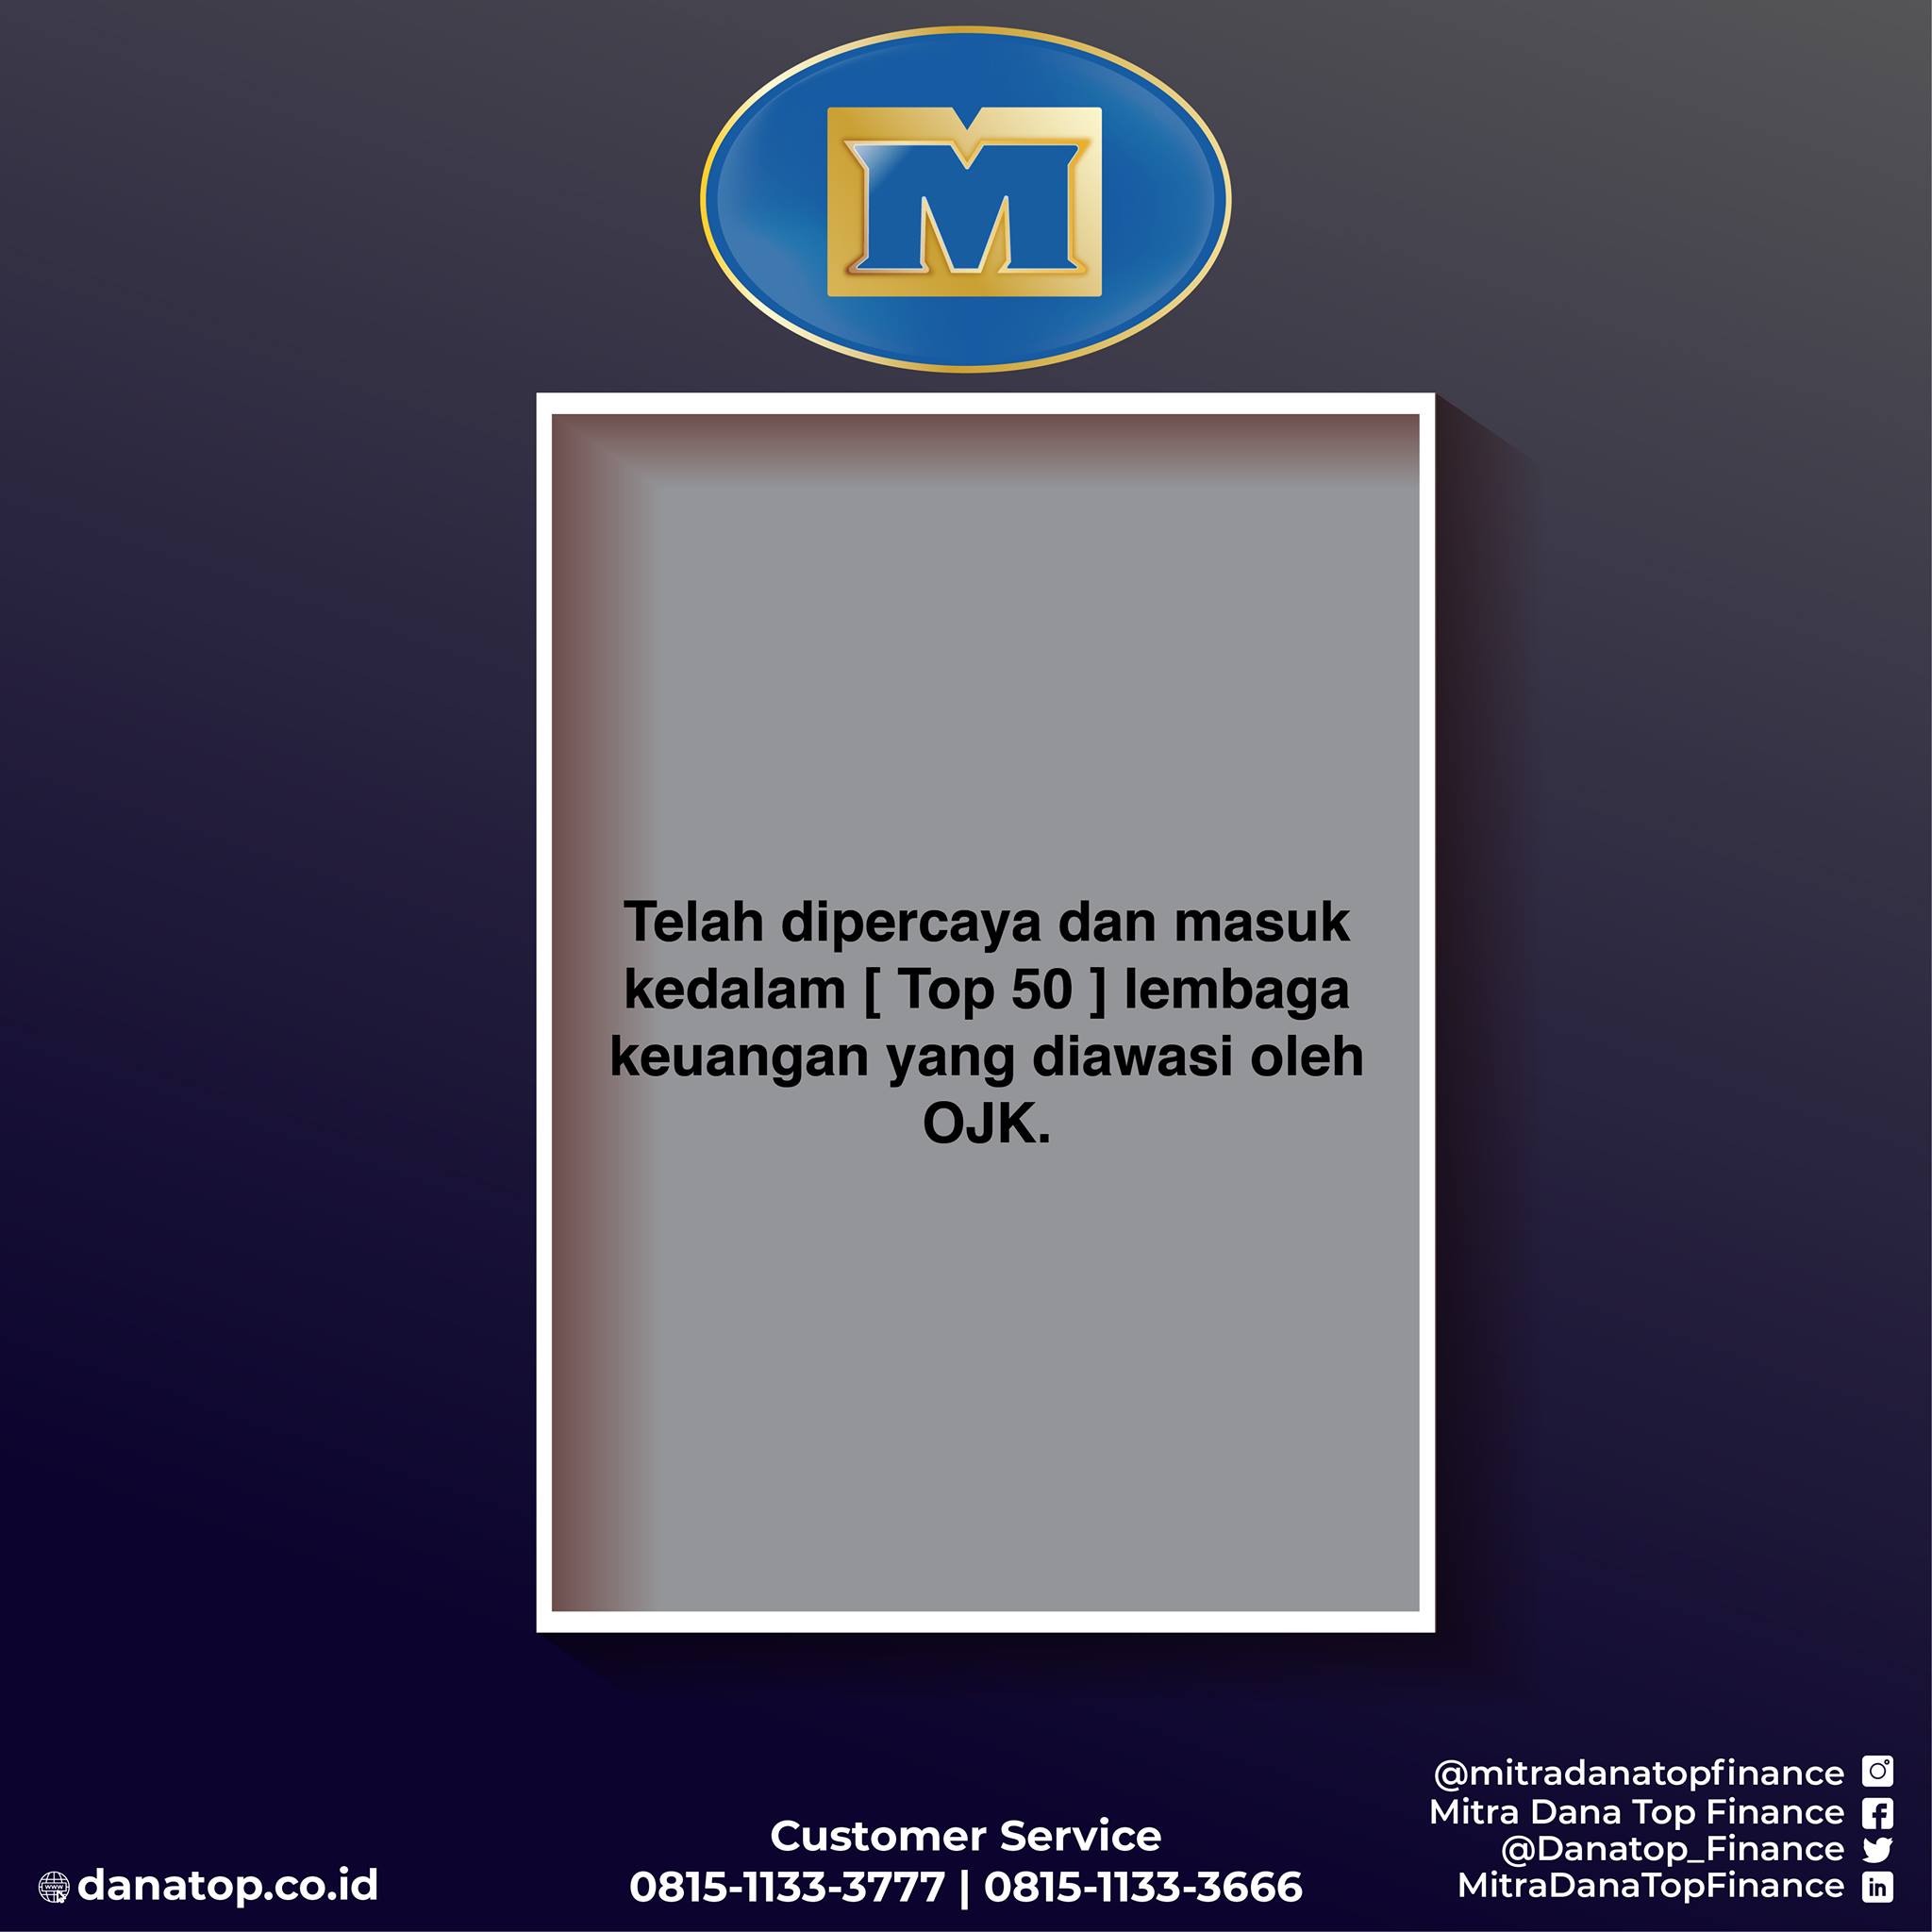 M
Telah dipercaya dan masuk
kedalam [ Top 50 ] lembaga
keuangan yang diawasi oleh
OJK.
@mitradanatopfinance
Mitra Dana Top Finance
@Danatop_Finance
MitraDanaTopFinance
Customer Service
0815-1133-3777 | 0815-1133-3666
danatop.co.id